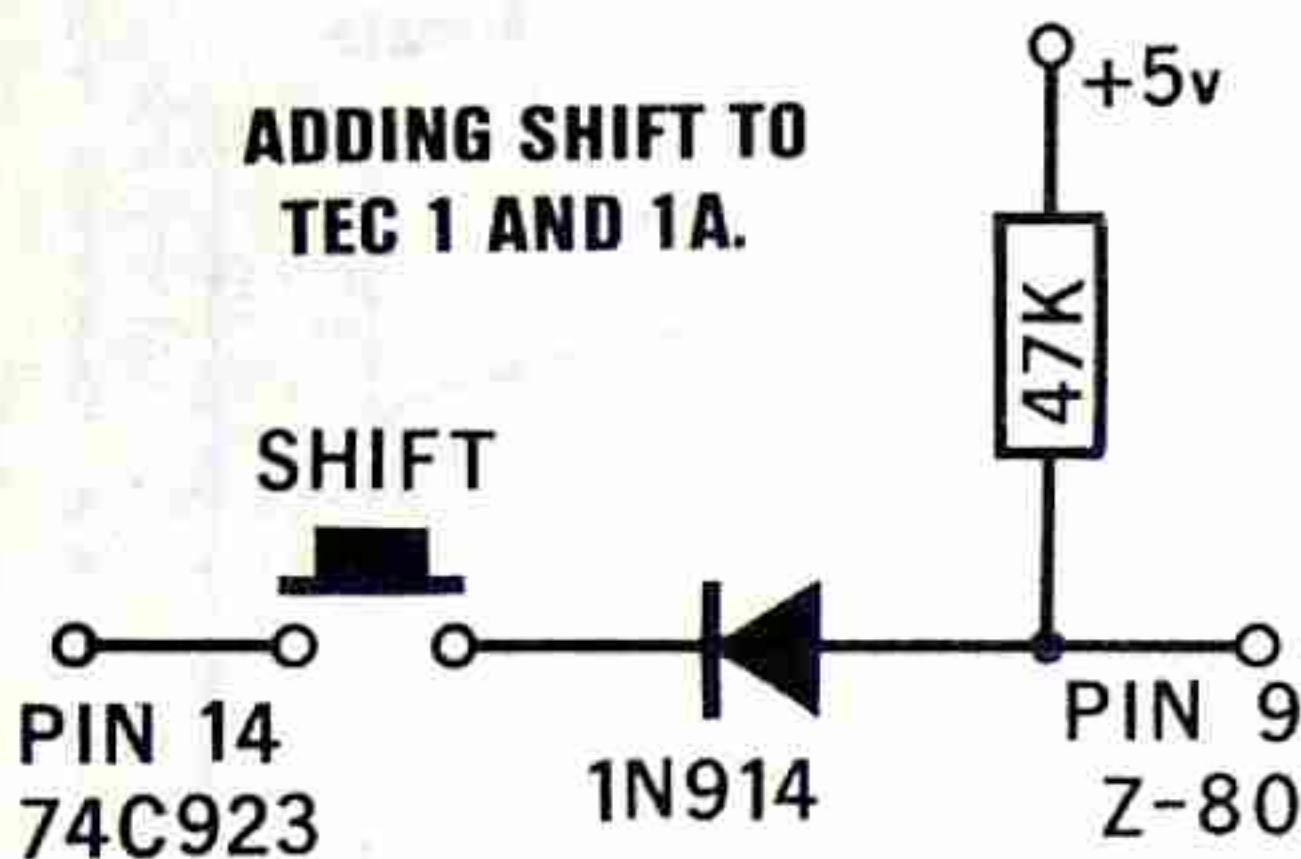 ADDING SHIFT TO
TEC 1 AND 1A.
+5v
47K
SHIFT
PIN 14
74C923
1N914
PIN 9
Z-80